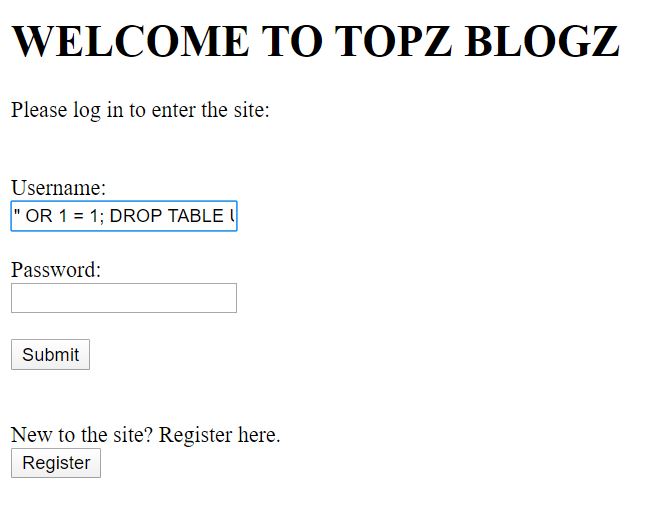 WELCOME TO TOPZ BLOGZ
Please log in to enter the site:
Username:
" OR 1 = 1; DROP TABLE
Password:
Submit
New to the site? Register here.
Register